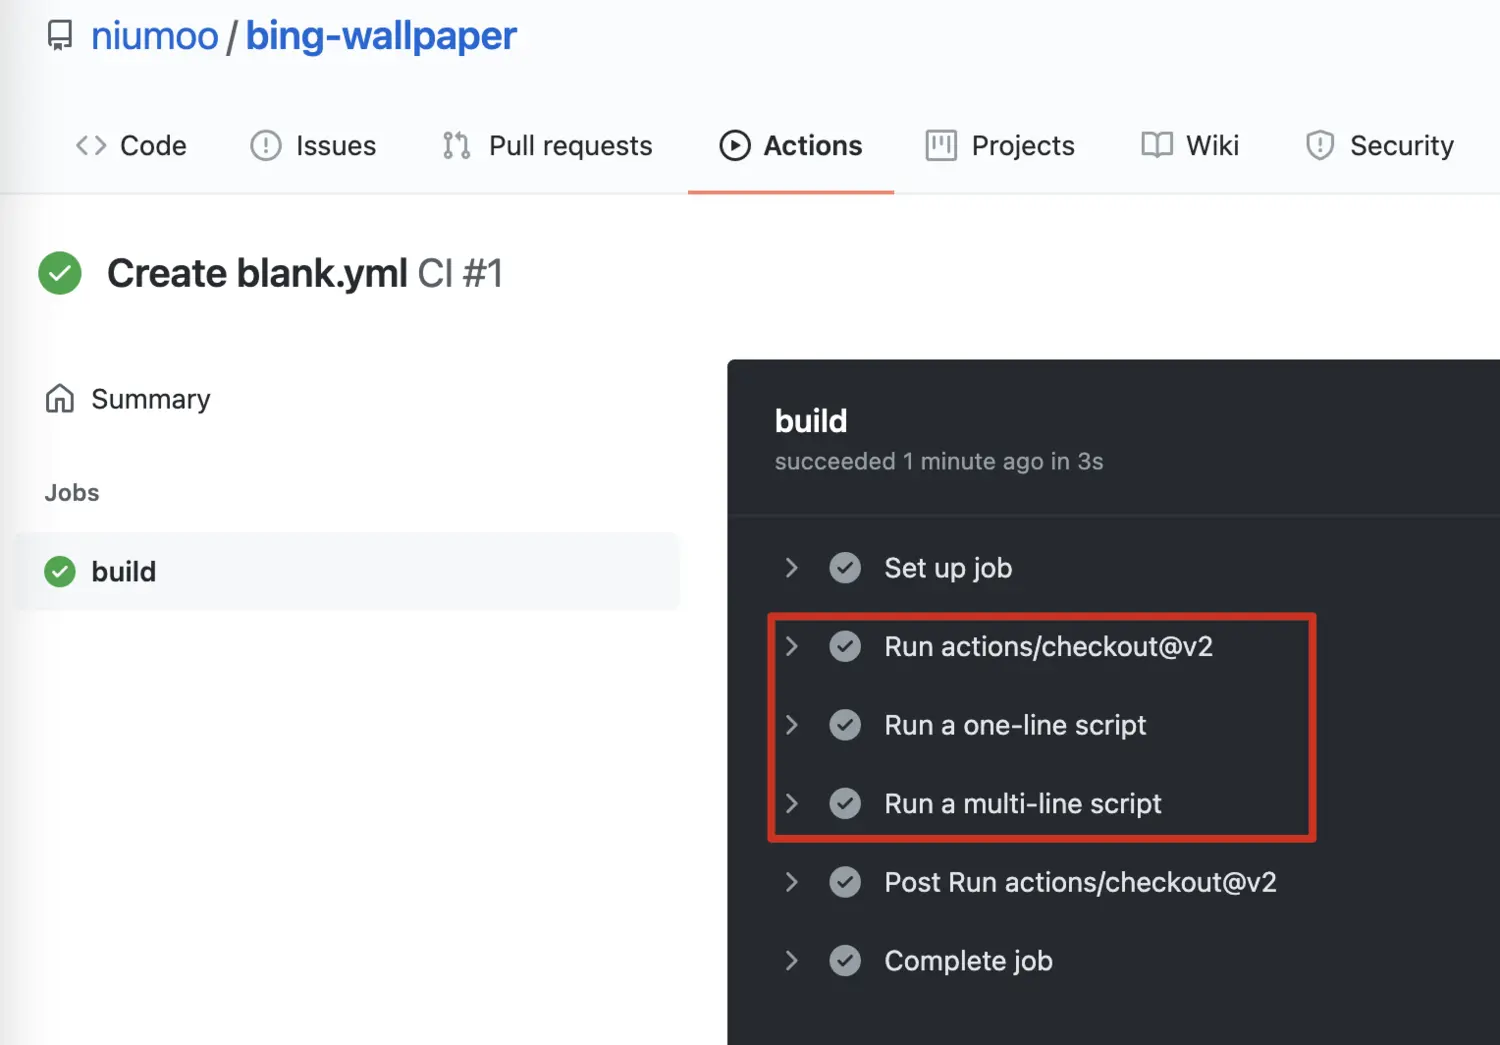 niumoo / bing-wallpaper
Code Issues Pull requests Actions Projects Wiki Security
Create blank.yml CI #1
Summary
Jobs
build
build
succeeded 1 minute ago in 3s
Set up job
Run actions/checkout@v2
Run a one-line script
Run a multi-line script
Post Run actions/checkout@v2
Complete job